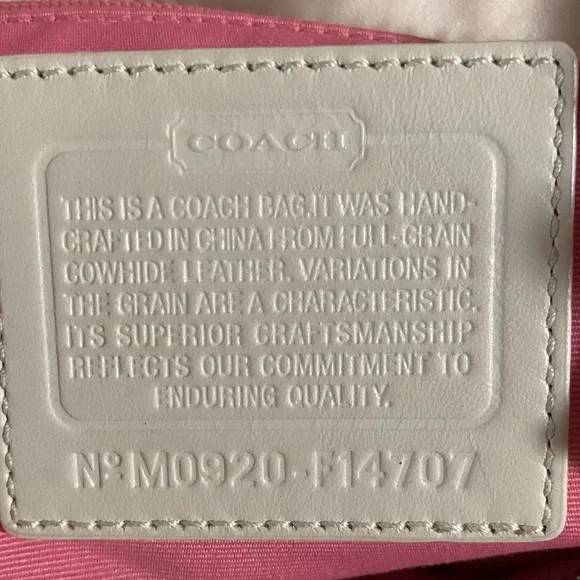 COACH
THIS IS A COACH BAG.IT WAS HAND-
CRAFTED IN CHINA FROM FULL-GRAIN
COWHIDE LEATHER. VARIATIONS IN
THE GRAIN ARE A CHARACTERISTIC.
ITS SUPERIOR CRAFTSMANSHIP
REFLECTS OUR COMMITMENT TO
ENDURING QUALITY.
Nº M0920-F14707